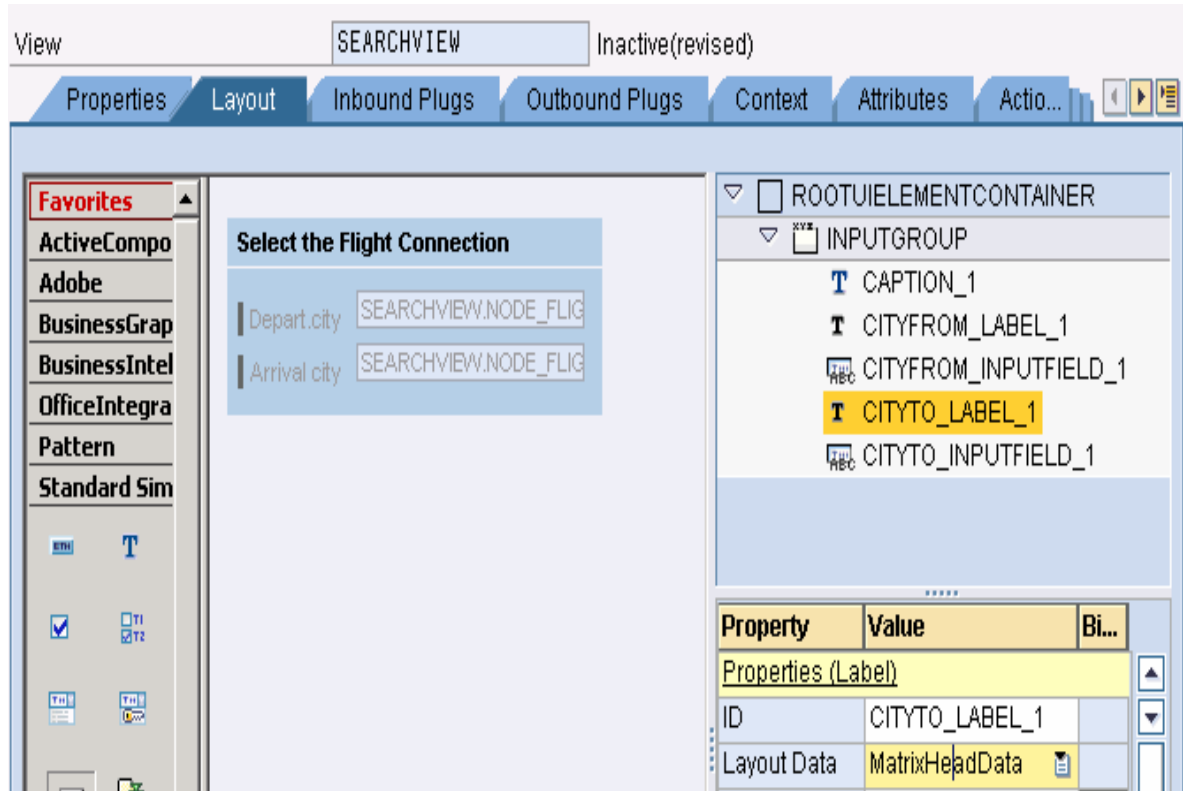 View SEARCHVIEW Inactive(revised)
Properties Layout Inbound Plugs Outbound Plugs Context Attributes Actio...
Favorites
ActiveCompo
Adobe
BusinessGrap
BusinessIntel
OfficeIntegra
Pattern
Standard Sim
Select the Flight Connection
Depart.city SEARCHVIEW.NODE_FLIG
Arrival city SEARCHVIEW.NODE_FLIG
ROOTUIELEMENTCONTAINER
INPUTGROUP
CAPTION_1
CITYFROM_LABEL_1
CITYFROM_INPUTFIELD_1
CITYTO_LABEL_1
CITYTO_INPUTFIELD_1
Property Value Bi...
Properties (Label)
ID CITYTO_LABEL_1
Layout Data MatrixHeadData